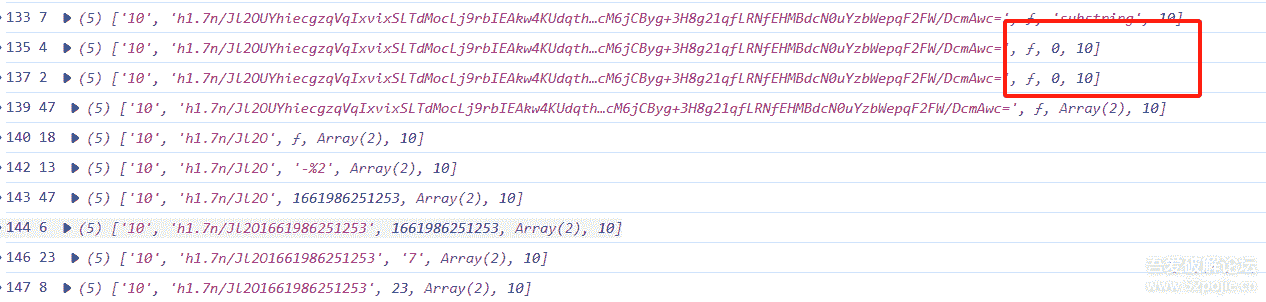 133 7 ▶ (5) ['10', 'h1.7n/Jl2OUYhiecgzqVqIxvixSLTdMocLj9rbIEAkw4KUdqth…cM6jCByg+3H8g21qfLRNfEHMBdcN0uYzbWepqF2FW/DcmAwc=', ƒ, 'substring', 10]
135 4 ▶ (5) ['10', 'h1.7n/Jl2OUYhiecgzqVqIxvixSLTdMocLj9rbIEAkw4KUdqth…cM6jCByg+3H8g21qfLRNfEHMBdcN0uYzbWepqF2FW/DcmAwc=', ƒ, 0, 10]
137 2 ▶ (5) ['10', 'h1.7n/Jl2OUYhiecgzqVqIxvixSLTdMocLj9rbIEAkw4KUdqth…cM6jCByg+3H8g21qfLRNfEHMBdcN0uYzbWepqF2FW/DcmAwc=', ƒ, 0, 10]
139 47 ▶ (5) ['10', 'h1.7n/Jl2OUYhiecgzqVqIxvixSLTdMocLj9rbIEAkw4KUdqth…cM6jCByg+3H8g21qfLRNfEHMBdcN0uYzbWepqF2FW/DcmAwc=', ƒ, Array(2), 10]
140 18 ▶ (5) ['10', 'h1.7n/Jl2O', ƒ, Array(2), 10]
142 13 ▶ (5) ['10', 'h1.7n/Jl2O', '-%2', Array(2), 10]
143 47 ▶ (5) ['10', 'h1.7n/Jl2O', 1661986251253, Array(2), 10]
144 6 ▶ (5) ['10', 'h1.7n/Jl2O1661986251253', 1661986251253, Array(2), 10]
146 23 ▶ (5) ['10', 'h1.7n/Jl2O1661986251253', '7', Array(2), 10]
147 8 ▶ (5) ['10', 'h1.7n/Jl2O1661986251253', 23, Array(2), 10]
吾爱破解论坛
www.52pojie.cn